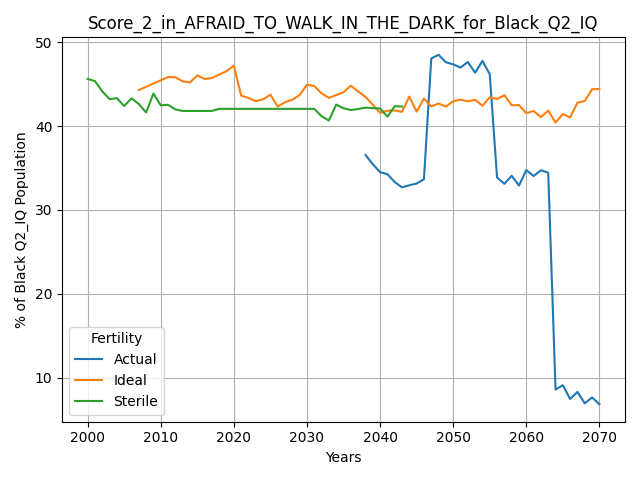 Score_2_in_AFRAID_TO_WALK_IN_THE_DARK_for_Black_Q2_IQ
50
40
30
20
10
% of Black Q2_IQ Population
Fertility
Actual
Ideal
Sterile
2000 2010 2020 2030 2040 2050 2060 2070
Years